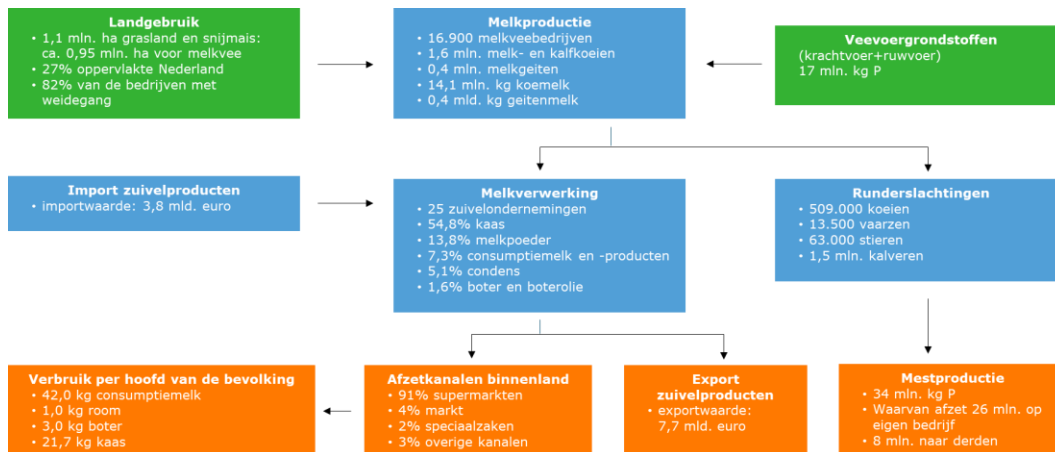 Landgebruik
• 1,1 mln. ha grasland en snijmais:
ca. 0,95 mln. ha voor melkvee
• 27% oppervlakte Nederland
• 82% van de bedrijven met
weidegang
Melkproductie
• 16.900 melkveebedrijven
• 1,6 mln. melk- en kalfkoeien
• 0,4 mln. melkgeiten
• 14,1 mln. kg koemelk
• 0,4 mld. kg geitenmelk
Veevoergrondstoffen
(krachtvoer+ruwvoer)
17 mln. kg P
Import zuivelproducten
• importwaarde: 3,8 mld. euro
Melkverwerking
• 25 zuivelondernemingen
• 54,8% kaas
• 13,8% melkpoeder
• 7,3% consumptiemelk en -producten
• 5,1% condens
• 1,6% boter en boterolie
Runderslachtingen
• 509.000 koeien
• 13.500 vaarzen
• 63.000 stieren
• 1,5 mln. kalveren
Verbruik per hoofd van de bevolking
• 42,0 kg consumptiemelk
• 1,0 kg room
• 3,0 kg boter
• 21,7 kg kaas
Afzetkanalen binnenland
• 91% supermarkten
• 4% markt
• 2% speciaalzaken
• 3% overige kanalen
Export
zuivelproducten
• exportwaarde:
7,7 mld. euro
Mestproductie
• 34 mln. kg P
• Waarvan afzet 26 mln. op
eigen bedrijf
• 8 mln. naar derden